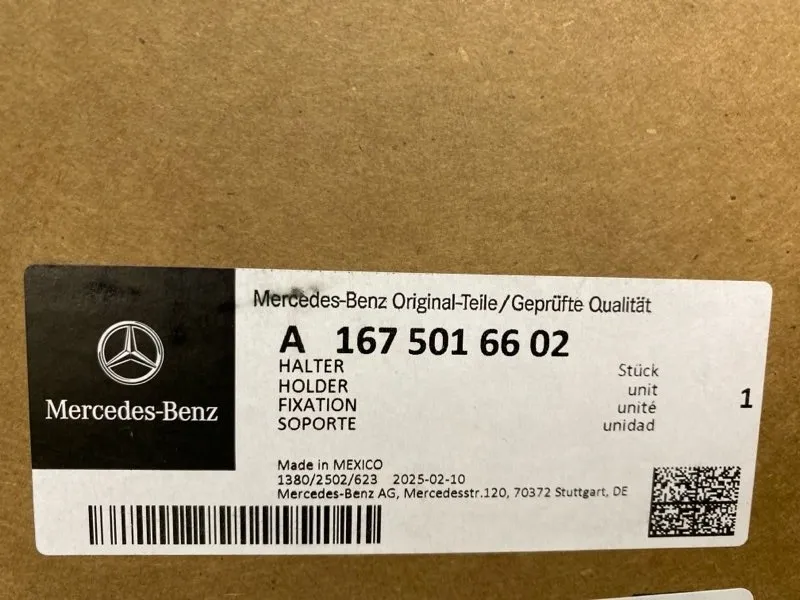 Mercedes-Benz
Mercedes-Benz Original-Teile/Geprüfte Qualität
A 167 501 66 02
HALTER Stück
HOLDER unit
FIXATION unité 1
SOPORTE unidad
Made in MEXICO
1380/2502/623 2025-02-10
Mercedes-Benz AG, Mercedesstr.120, 70372 Stuttgart, DE